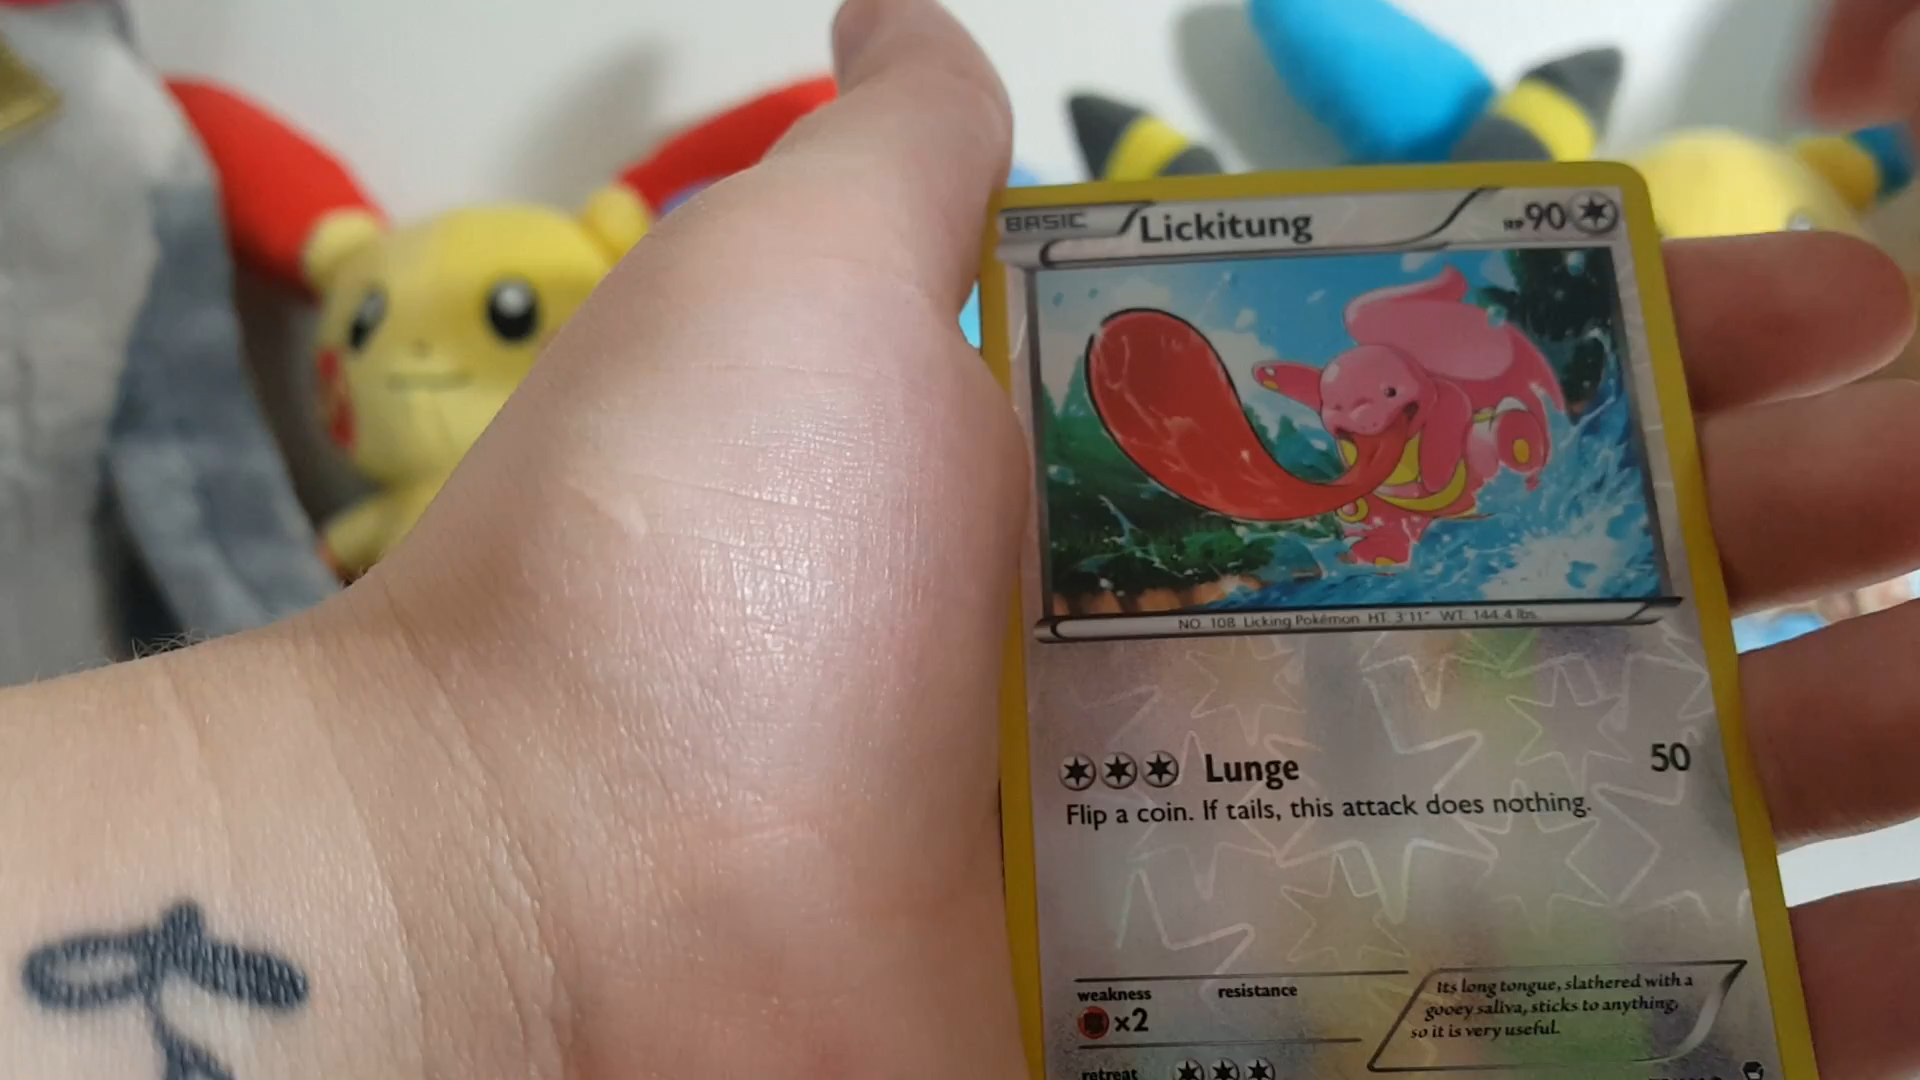 BASIC Lickitung HP90
NO. 108 Licking Pokémon HT: 3'11" WT: 144.4 lbs.
Lunge 50
Flip a coin. If tails, this attack does nothing.
weakness resistance
x2
retreat
Its long tongue, slathered with a
gooey saliva, sticks to anything,
so it is very useful.